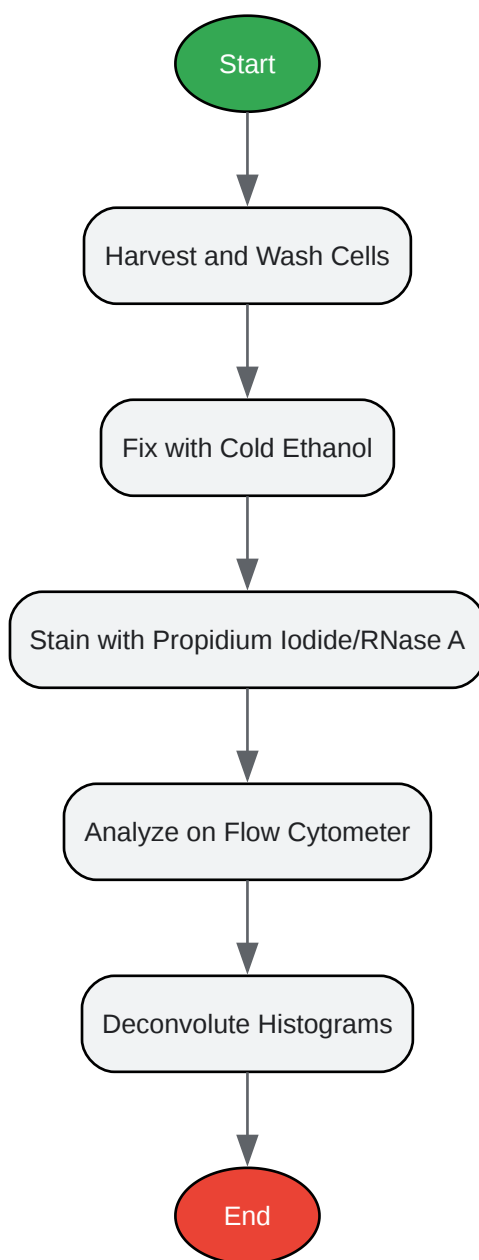 Start
Harvest and Wash Cells
Fix with Cold Ethanol
Stain with Propidium Iodide/RNase A
Analyze on Flow Cytometer
Deconvolute Histograms
End